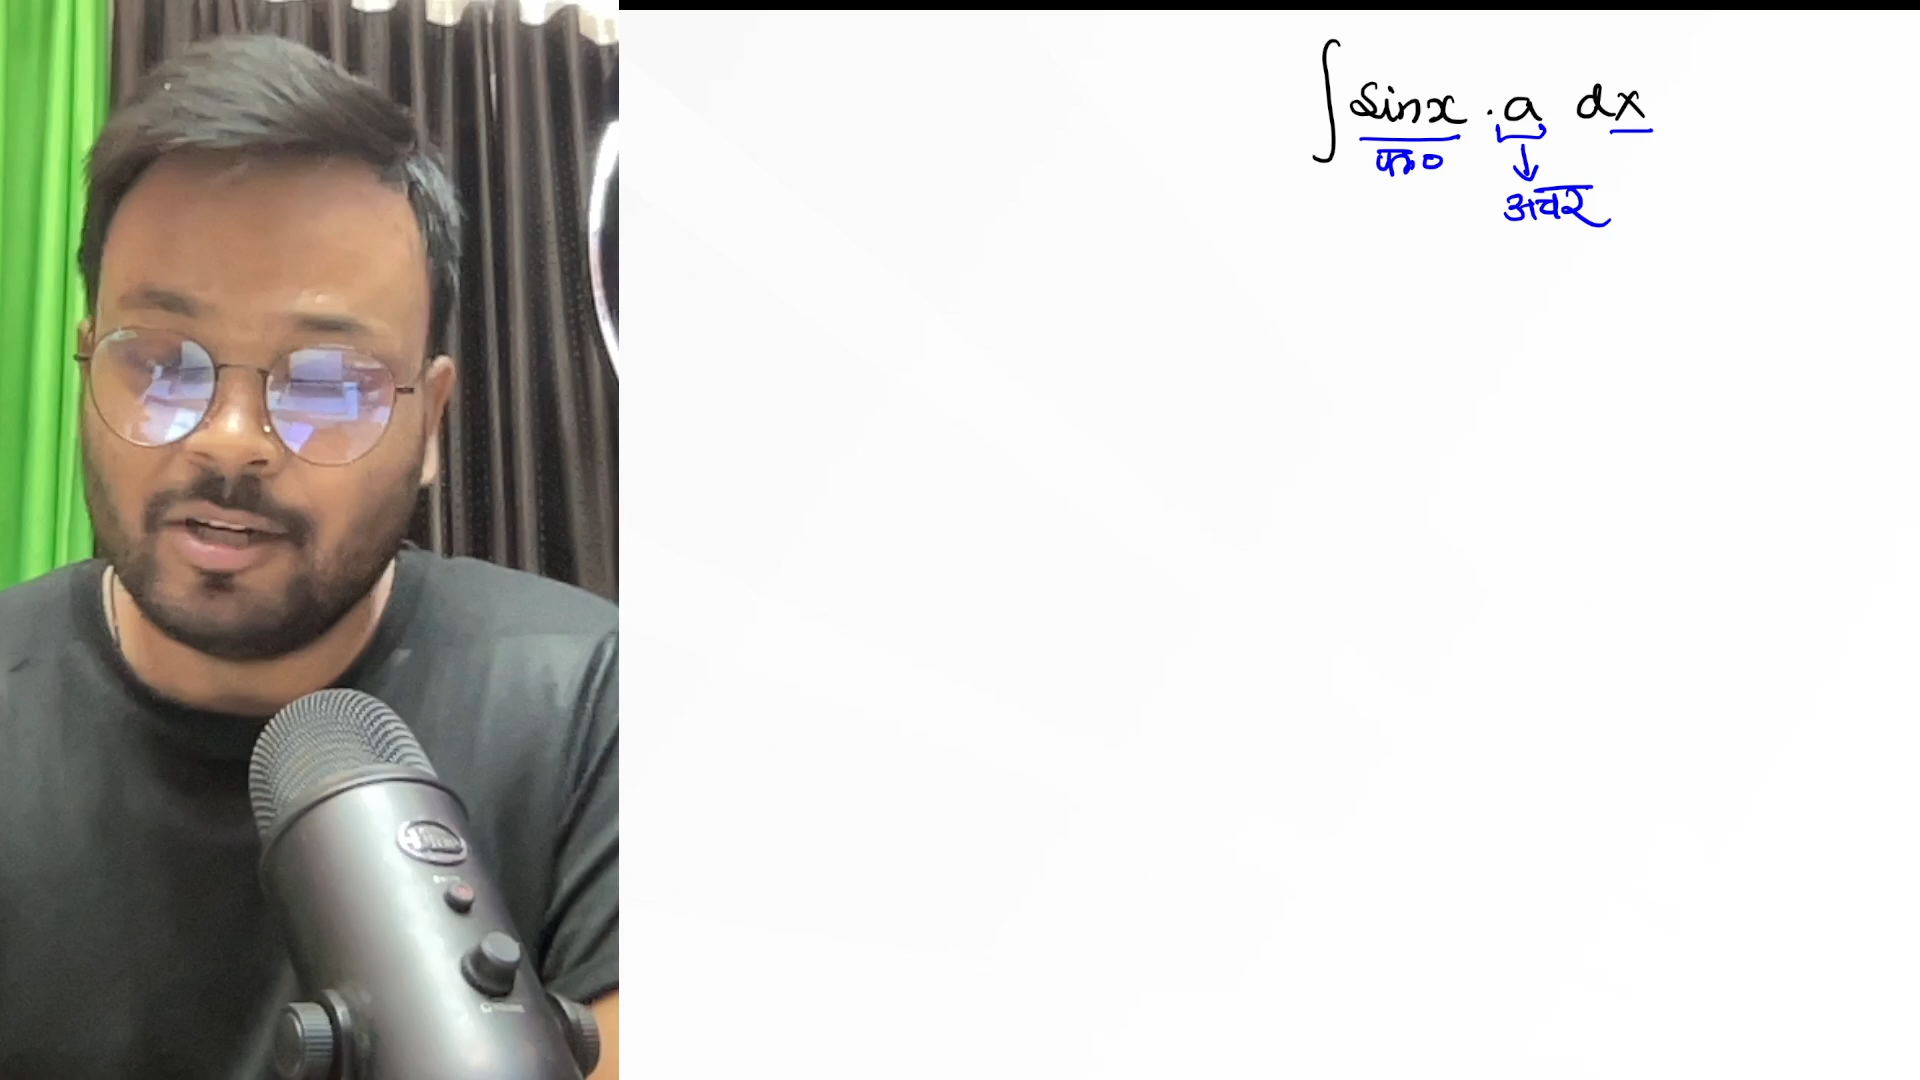 ∫ sinx . a dx
फ०
↓
अचर